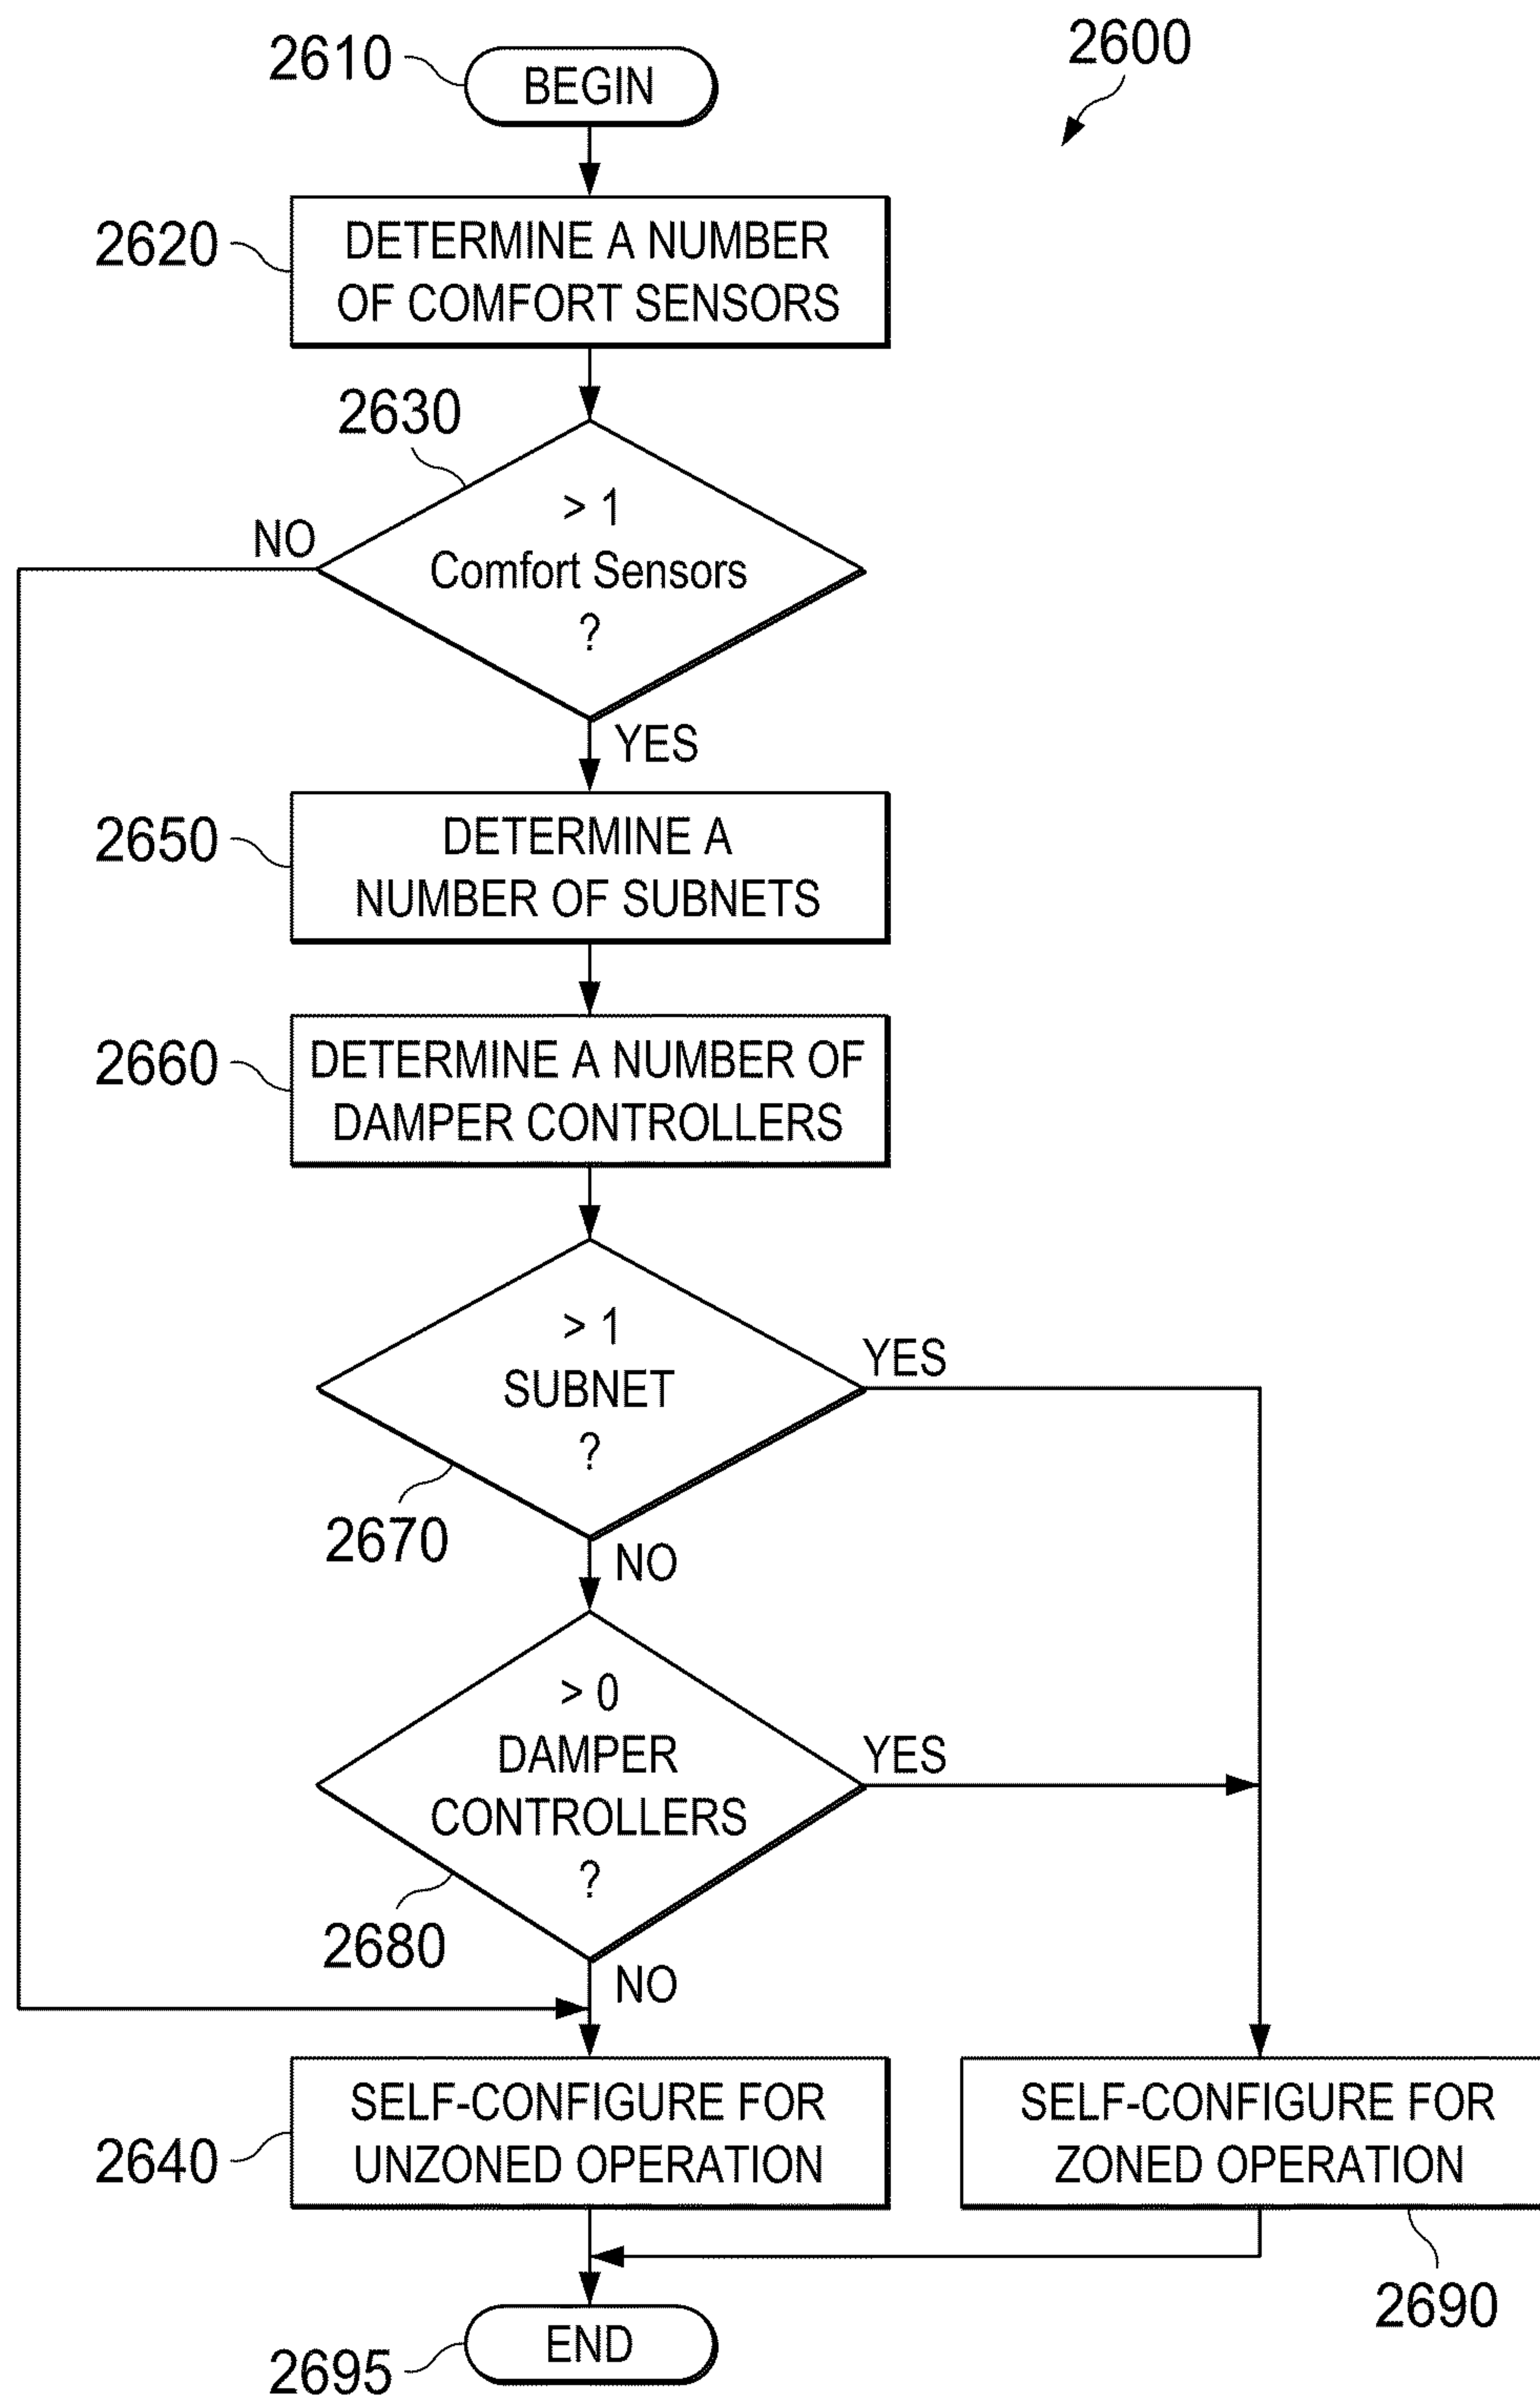 2600
2610
BEGIN
2620
DETERMINE A NUMBER
OF COMFORT SENSORS
2630
> 1
Comfort Sensors
?
NO
YES
2650
DETERMINE A
NUMBER OF SUBNETS
2660
DETERMINE A NUMBER OF
DAMPER CONTROLLERS
> 1
SUBNET
?
YES
2670
NO
> 0
DAMPER
CONTROLLERS
?
YES
2680
NO
2640
SELF-CONFIGURE FOR
UNZONED OPERATION
SELF-CONFIGURE FOR
ZONED OPERATION
2690
2695
END